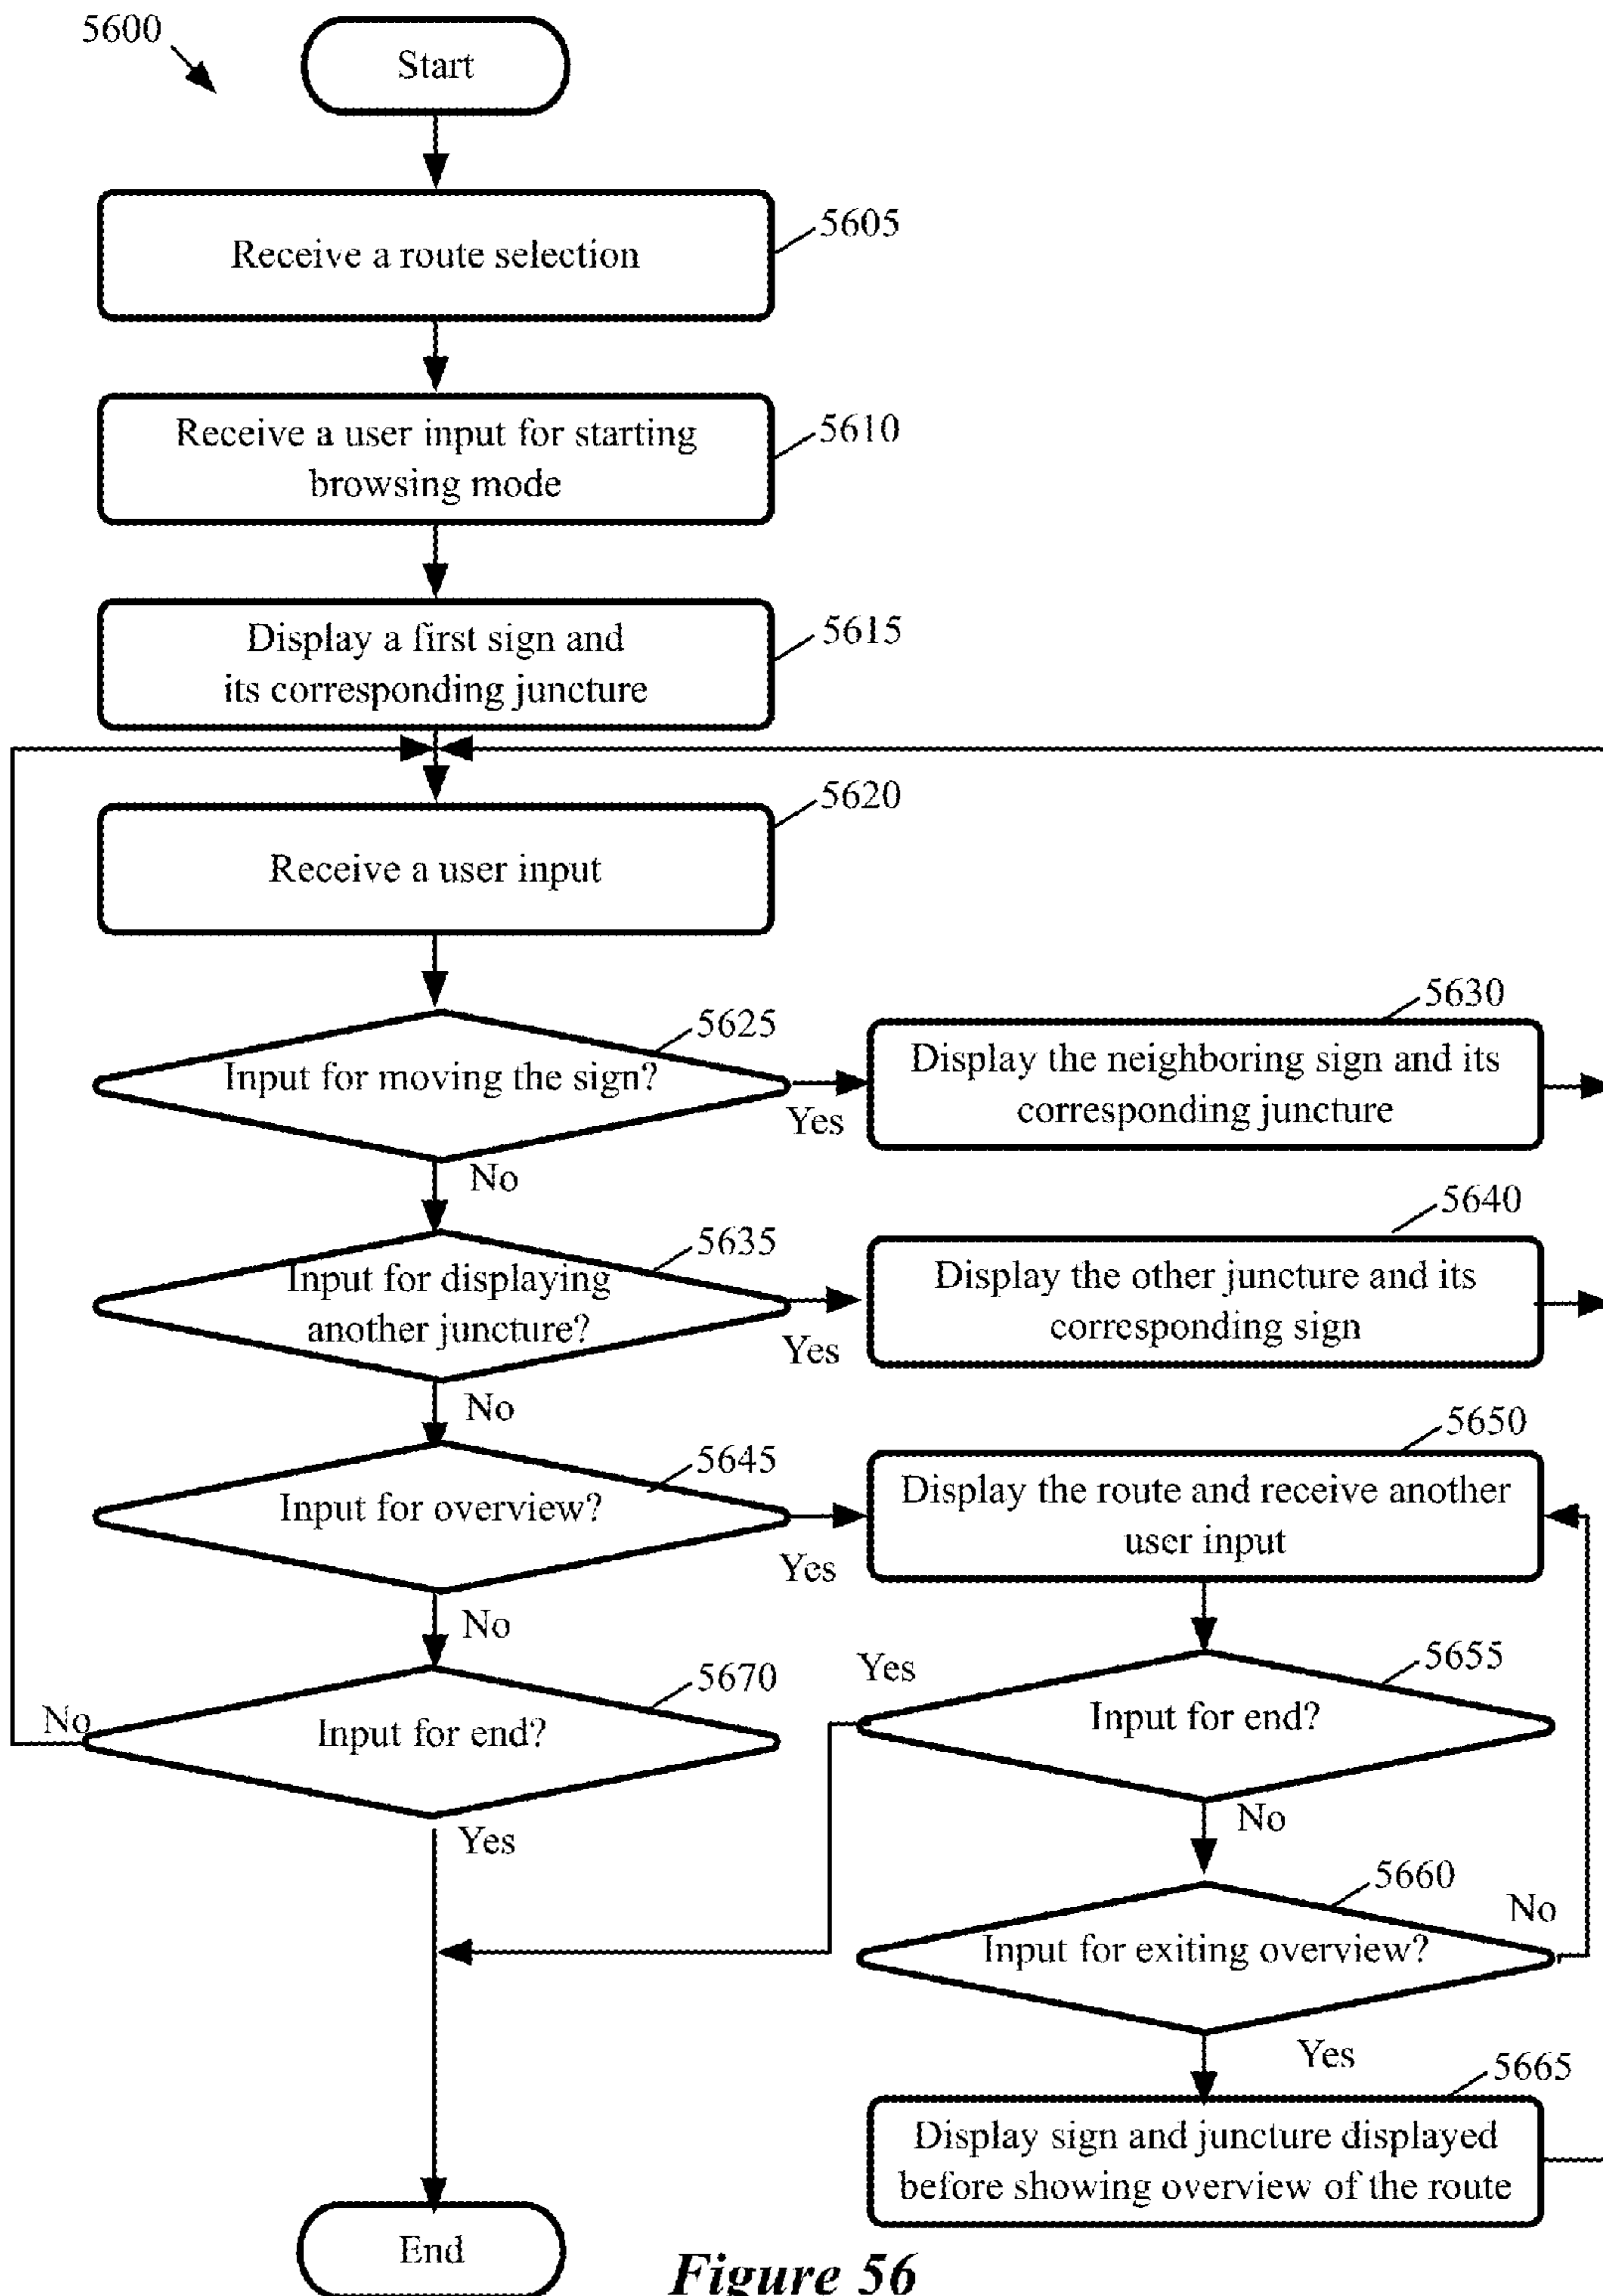 5600
Start
5605
Receive a route selection
5610
Receive a user input for starting
browsing mode
5615
Display a first sign and
its corresponding juncture
5620
Receive a user input
5625
Input for moving the sign?
Yes
No
5630
Display the neighboring sign and its
corresponding juncture
5635
Input for displaying
another juncture?
Yes
No
5640
Display the other juncture and its
corresponding sign
5645
Input for overview?
Yes
No
5650
Display the route and receive another
user input
5670
Input for end?
No
Yes
5655
Input for end?
Yes
No
5660
Input for exiting overview?
No
Yes
5665
Display sign and juncture displayed
before showing overview of the route
End
Figure 56